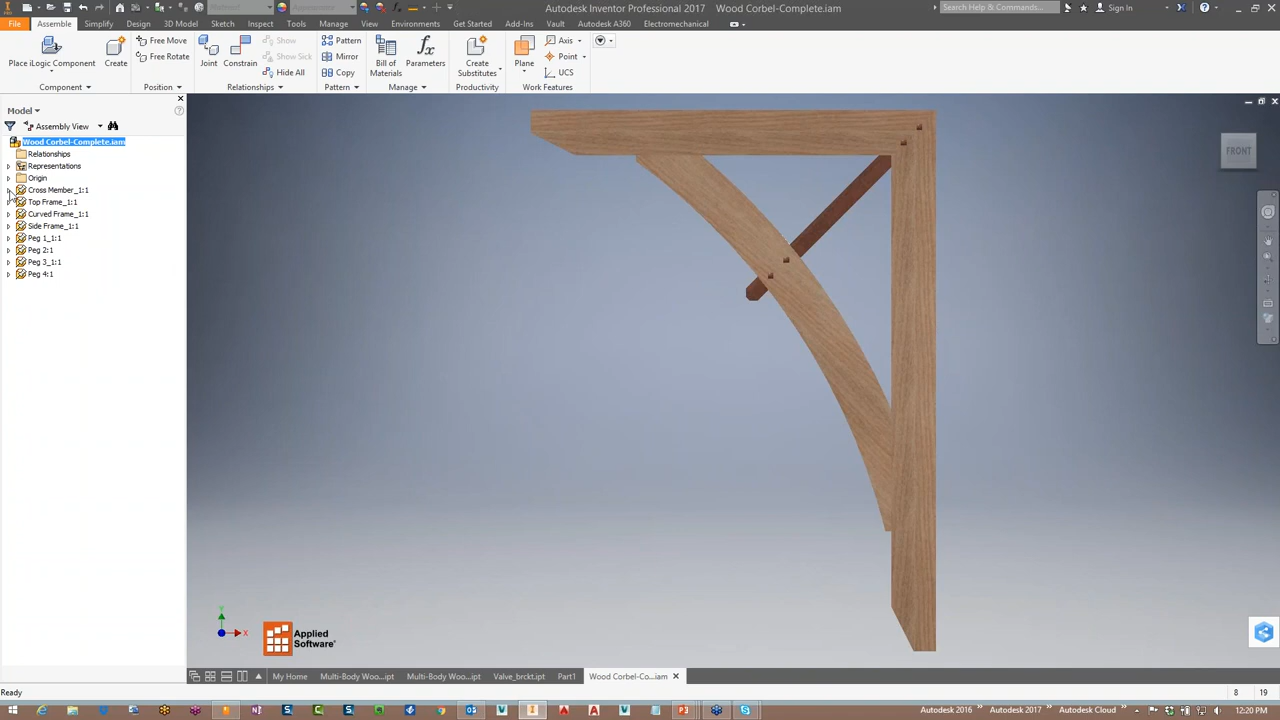 Autodesk Inventor Professional 2017 Wood Corbel-Complete.iam
Search Help & Commands...
Sign In
File Assemble Simplify Design 3D Model Sketch Inspect Tools Manage View Environments Get Started Add-Ins Vault Autodesk A360 Electromechanical
Place iLogic Component
Create
Free Move
Free Rotate
Joint
Constrain
Show
Show Sick
Hide All
Pattern
Mirror
Copy
Bill of
Materials
Parameters
Create
Substitutes
Plane
Axis
Point
UCS
Component Position Relationships Pattern Manage Productivity Work Features
Model
Assembly View
Wood Corbel-Complete.iam
Relationships
Representations
Origin
Cross Member_1:1
Top Frame_1:1
Curved Frame_1:1
Side Frame_1:1
Peg 1_1:1
Peg 2:1
Peg 3_1:1
Peg 4:1
FRONT
Y
X
Applied
Software®
My Home Multi-Body Woo...ipt Multi-Body Woo...ipt Valve_brckt.ipt Part1 Wood Corbel-Co...iam
Ready
8 19
Autodesk 2016 Autodesk 2017 Autodesk Cloud 12:20 PM